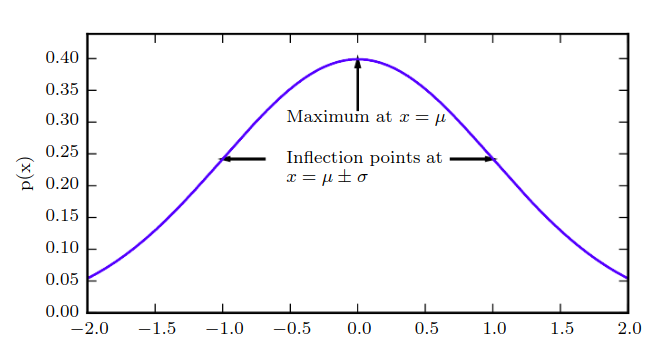 0.40
0.35
0.30
0.25
0.20
0.15
0.10
0.05
0.00
p(x)
Maximum at x = μ
Inflection points at
x = μ ± σ
−2.0 −1.5 −1.0 −0.5 0.0 0.5 1.0 1.5 2.0